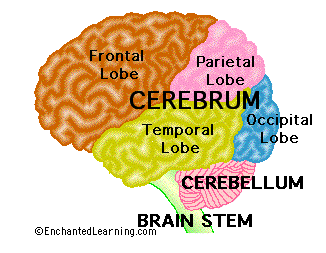 Frontal
Lobe
Parietal
Lobe
CEREBRUM
Occipital
Lobe
Temporal
Lobe
CEREBELLUM
BRAIN STEM
©EnchantedLearning.com